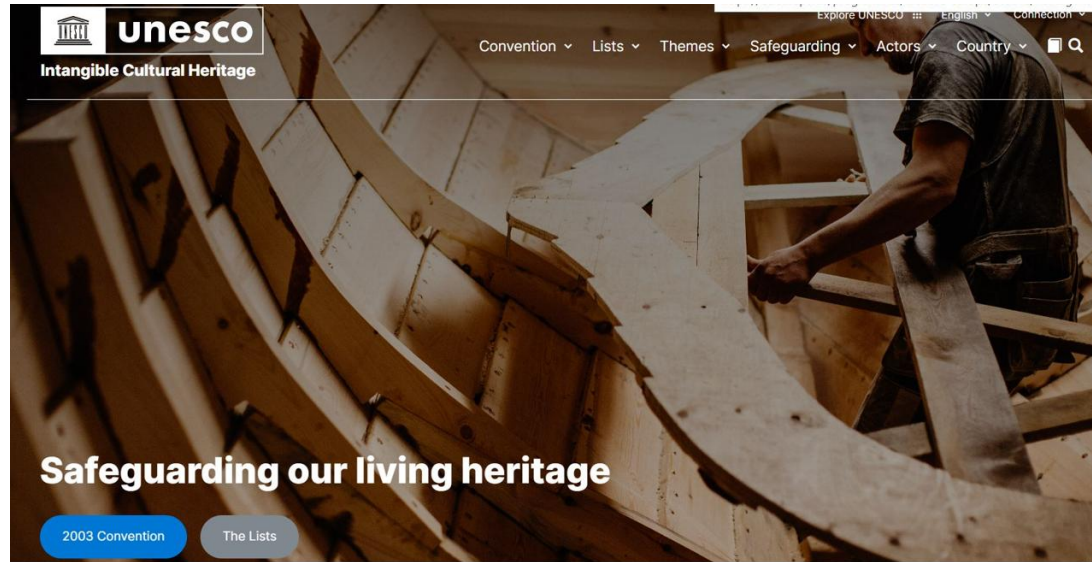 unesco
Intangible Cultural Heritage
Explore UNESCO
English
Connection
Convention
Lists
Themes
Safeguarding
Actors
Country
Safeguarding our living heritage
2003 Convention
The Lists